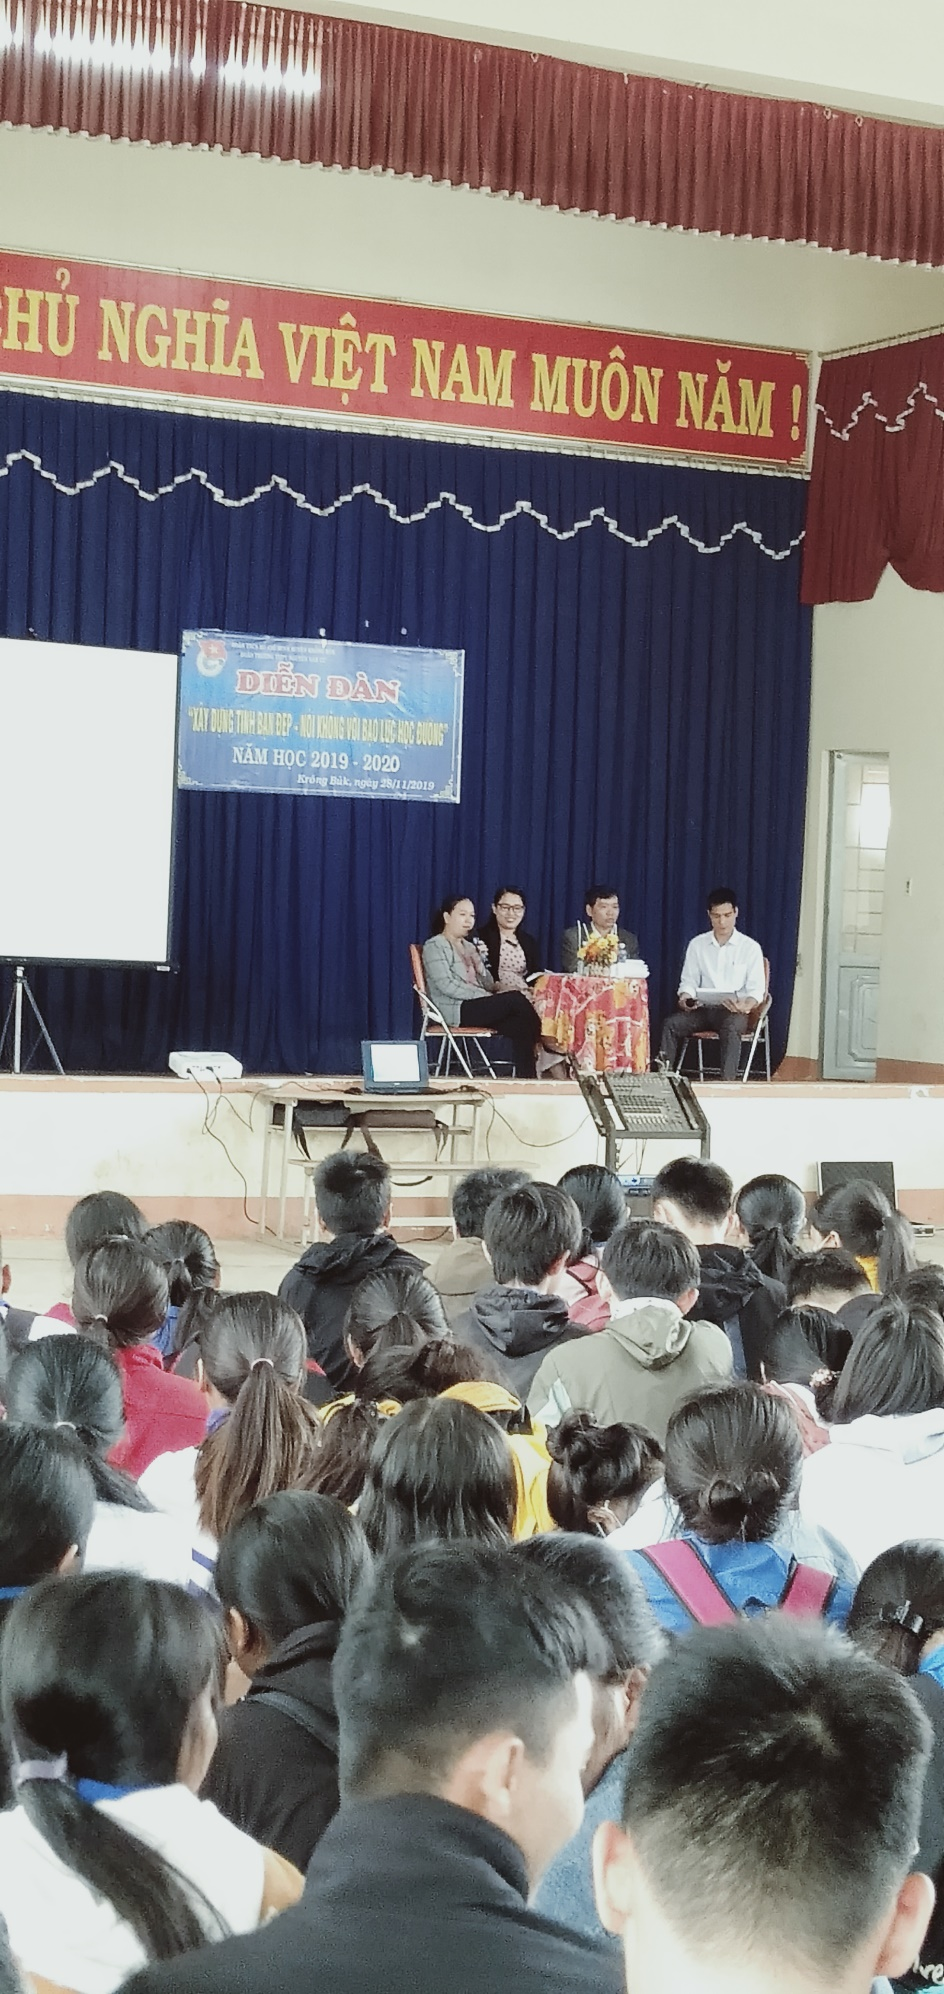 CHỦ NGHĨA VIỆT NAM MUÔN NĂM !
DIỄN ĐÀN
"XÂY DỰNG TÌNH BẠN ĐẸP - NÓI KHÔNG VỚI BẠO LỰC HỌC ĐƯỜNG"
NĂM HỌC 2019 - 2020
Krông Búk, ngày 28/11/2019